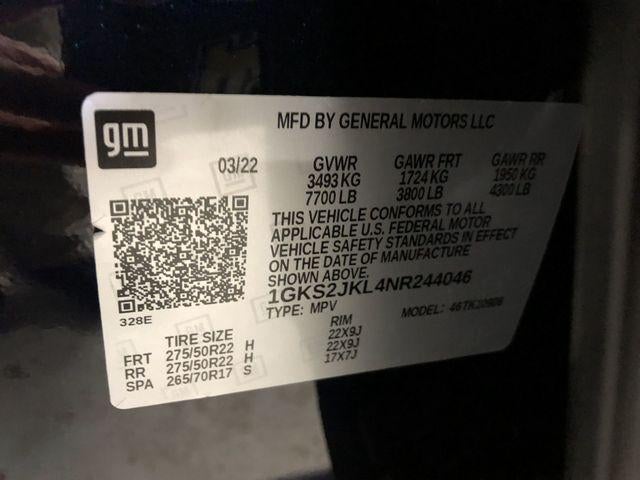 gm
MFD BY GENERAL MOTORS LLC
03/22 GVWR GAWR FRT GAWR RR
3493 KG 1724 KG 1950 KG
7700 LB 3800 LB 4300 LB
THIS VEHICLE CONFORMS TO ALL
APPLICABLE U.S. FEDERAL MOTOR
VEHICLE SAFETY STANDARDS IN EFFECT
ON THE DATE OF MANUFACTURE
SHOWN ABOVE.
1GKS2JKL4NR244046
TYPE: MPV MODEL:
328E
TIRE SIZE RIM
FRT 275/50R22 H 22X9J
RR 275/50R22 H 22X9J
SPA 265/70R17 S 17X7J